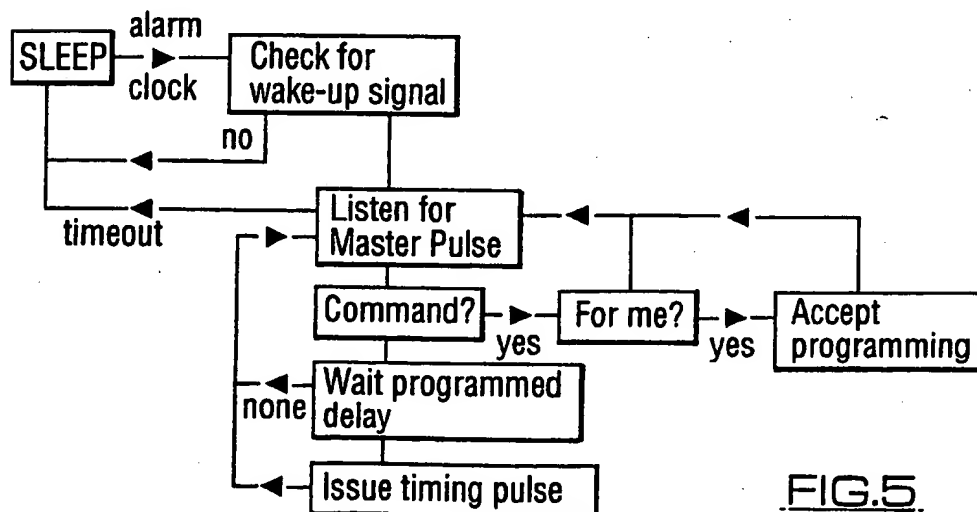 SLEEP
alarm
clock
Check for
wake-up signal
no
timeout
Listen for
Master Pulse
Command?
yes
For me?
yes
Accept
programming
none
Wait programmed
delay
Issue timing pulse
FIG.5